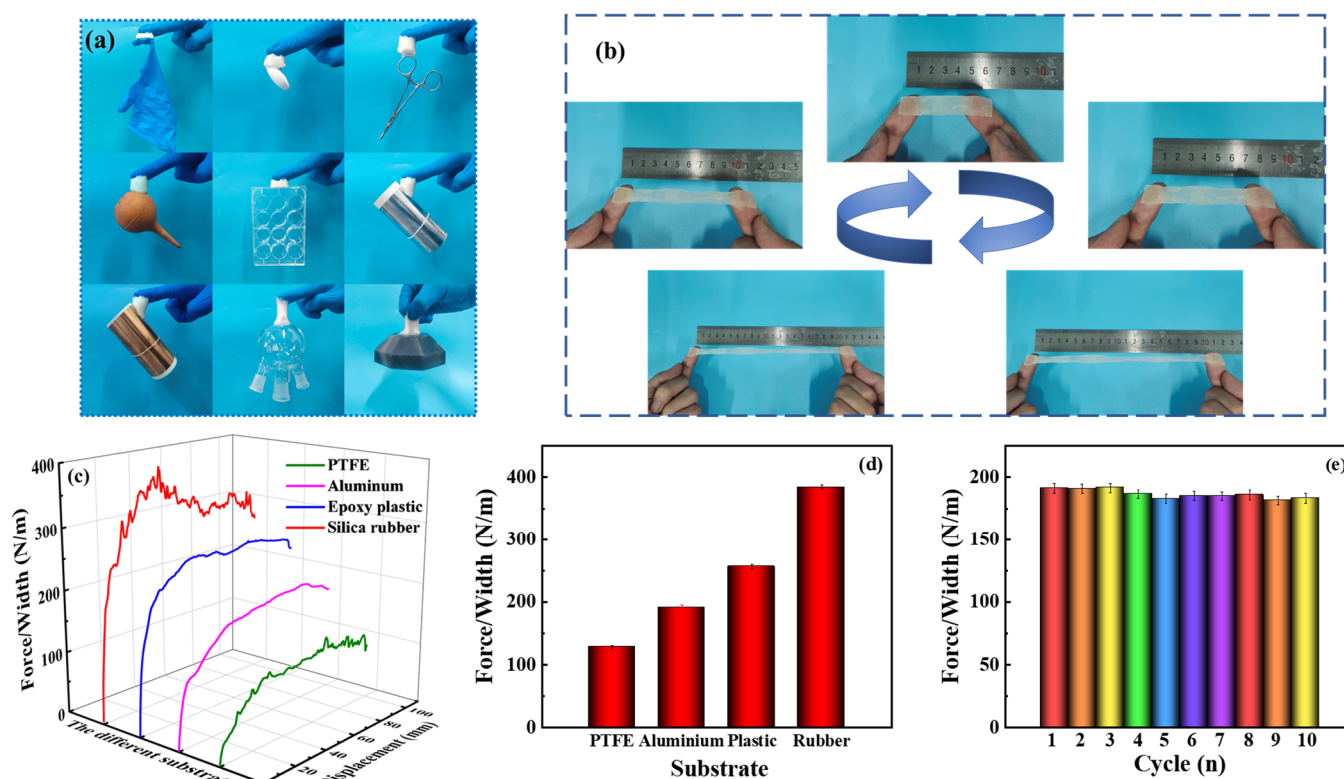 (a)
(b)
(c)
400
300
200
100
0
Force/Width (N/m)
PTFE
Aluminum
Epoxy plastic
Silica rubber
The different substra
20
40
60
80
100
isplacement (mm)
(d)
400
300
200
100
0
Force/Width (N/m)
PTFE Aluminium Plastic Rubber
Substrate
(e)
200
150
100
50
0
Force/Width (N/m)
1 2 3 4 5 6 7 8 9 10
Cycle (n)